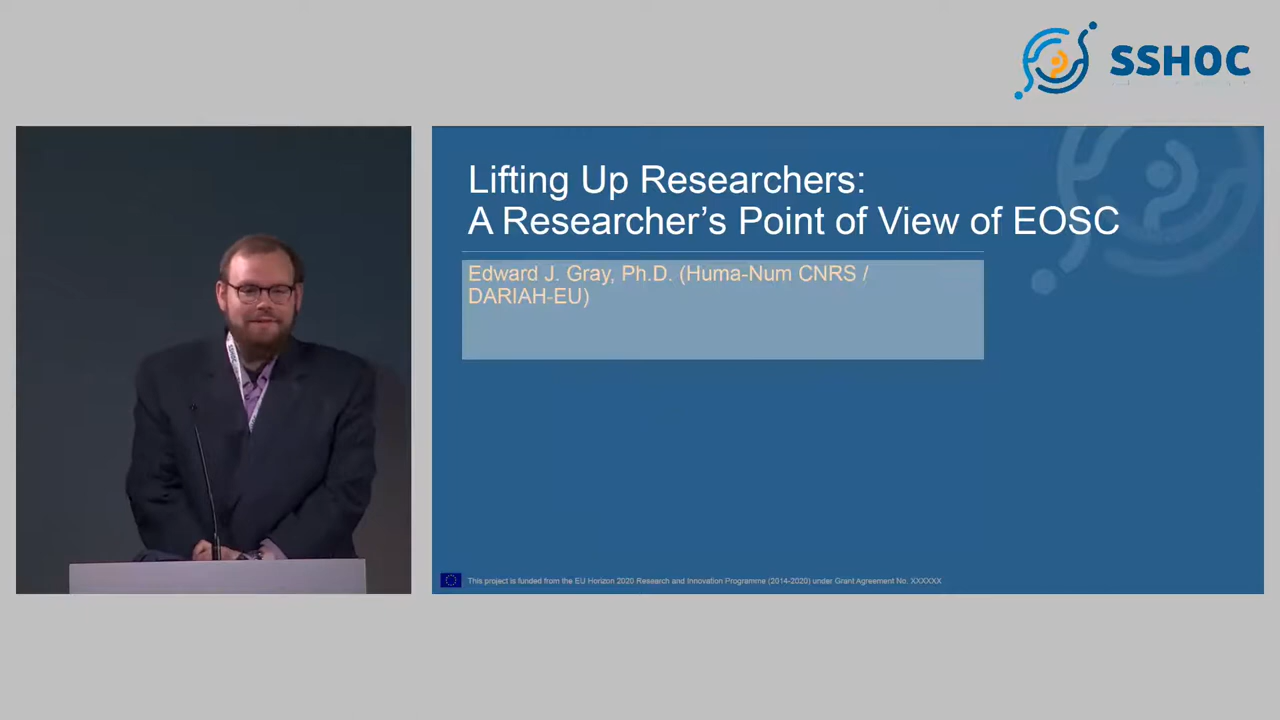 SSHOC
Lifting Up Researchers:
A Researcher's Point of View of EOSC
Edward J. Gray, Ph.D. (Huma-Num CNRS /
DARIAH-EU)
SSHOC
This project is funded from the EU Horizon 2020 Research and Innovation Programme (2014-2020) under Grant Agreement No. XXXXXX